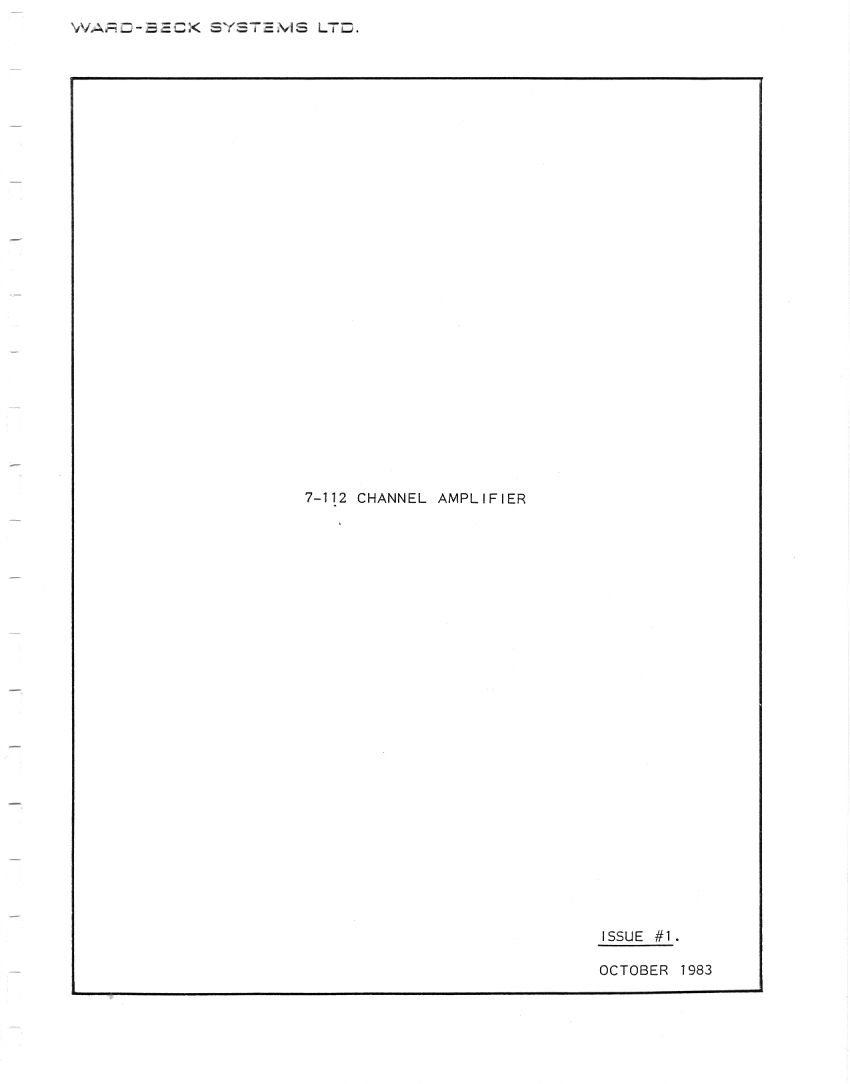 WARD-BECK SYSTEMS LTD.
7-112 CHANNEL AMPLIFIER
ISSUE #1.
OCTOBER 1983